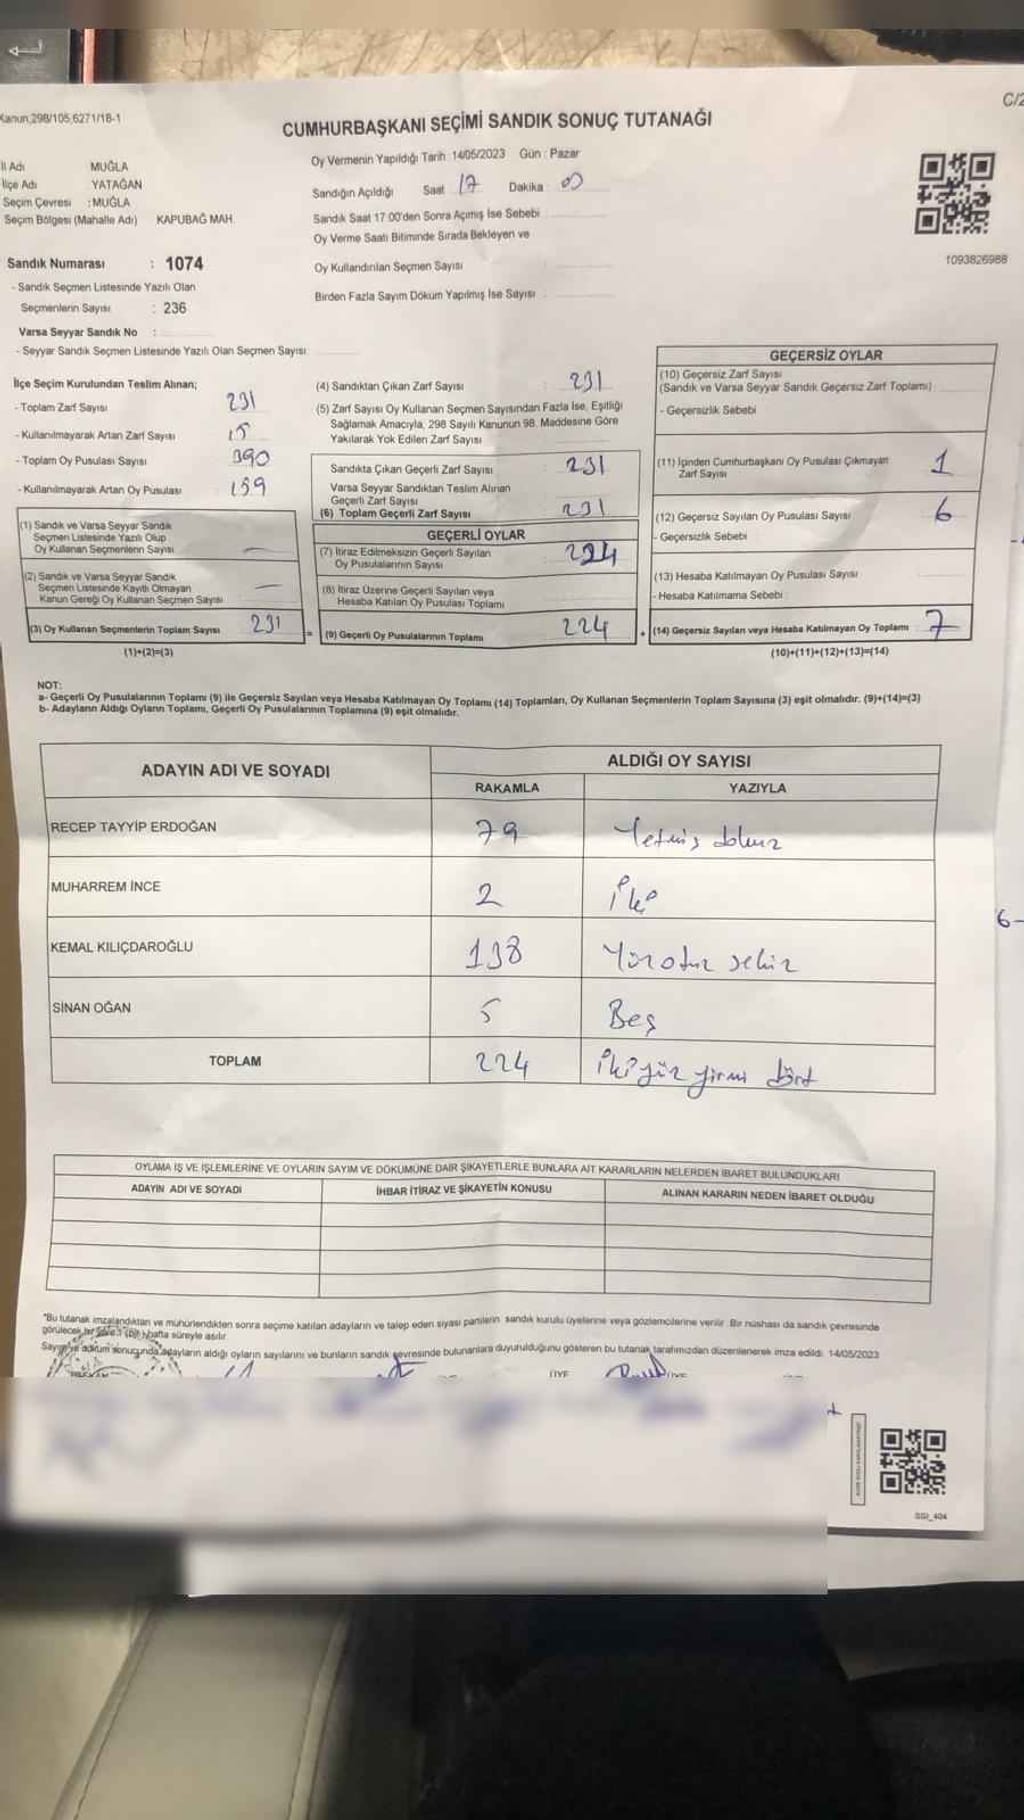 Kanun;298/105,6271/18-1
C/2
CUMHURBAŞKANI SEÇİMİ SANDIK SONUÇ TUTANAĞI
İl Adı MUĞLA
İlçe Adı YATAĞAN
Seçim Çevresi : MUĞLA
Seçim Bölgesi (Mahalle Adı) KAPUBAĞ MAH.
Oy Vermenin Yapıldığı Tarih 14/05/2023 Gün : Pazar
Sandığın Açıldığı Saat 17 Dakika 00
Sandık Saat 17:00'den Sonra Açmış İse Sebebi
Oy Verme Saati Bitiminde Sırada Bekleyen ve
Oy Kullandırılan Seçmen Sayısı
Birden Fazla Sayım Döküm Yapılmış İse Sayısı
1093826988
Sandık Numarası : 1074
- Sandık Seçmen Listesinde Yazılı Olan
Seçmenlerin Sayısı : 236
Varsa Seyyar Sandık No :
- Seyyar Sandık Seçmen Listesinde Yazılı Olan Seçmen Sayısı:
İlçe Seçim Kurulundan Teslim Alınan;
- Toplam Zarf Sayısı 231
- Kullanılmayarak Artan Zarf Sayısı 15
- Toplam Oy Pusulası Sayısı 390
- Kullanılmayarak Artan Oy Pusulası 159
(1) Sandık ve Varsa Seyyar Sandık
Seçmen Listesinde Yazılı Olup
Oy Kullanan Seçmenlerin Sayısı
(2) Sandık ve Varsa Seyyar Sandık
Seçmen Listesinde Kayıtlı Olmayan
Kanun Gereği Oy Kullanan Seçmen Sayısı
(3) Oy Kullanan Seçmenlerin Toplam Sayısı 231
(1)+(2)=(3)
(4) Sandıktan Çıkan Zarf Sayısı : 231
(5) Zarf Sayısı Oy Kullanan Seçmen Sayısından Fazla İse, Eşitliği
Sağlamak Amacıyla, 298 Sayılı Kanunun 98. Maddesine Göre
Yakılarak Yok Edilen Zarf Sayısı
Sandıkta Çıkan Geçerli Zarf Sayısı : 231
Varsa Seyyar Sandıktan Teslim Alınan
Geçerli Zarf Sayısı
(6) Toplam Geçerli Zarf Sayısı 231
GEÇERLİ OYLAR
(7) İtiraz Edilmeksizin Geçerli Sayılan
Oy Pusulalarının Sayısı 224
(8) İtiraz Üzerine Geçerli Sayılan veya
Hesaba Katılan Oy Pusulası Toplamı
= (9) Geçerli Oy Pusulalarının Toplamı 224 +
GEÇERSİZ OYLAR
(10) Geçersiz Zarf Sayısı
(Sandık ve Varsa Seyyar Sandık Geçersiz Zarf Toplamı)
- Geçersizlik Sebebi
(11) İçinden Cumhurbaşkanı Oy Pusulası Çıkmayan
Zarf Sayısı 1
(12) Geçersiz Sayılan Oy Pusulası Sayısı 6
- Geçersizlik Sebebi
(13) Hesaba Katılmayan Oy Pusulası Sayısı
- Hesaba Katılmama Sebebi
(14) Geçersiz Sayılan veya Hesaba Katılmayan Oy Toplamı 7
(10)+(11)+(12)+(13)=(14)
NOT:
a- Geçerli Oy Pusulalarının Toplamı (9) ile Geçersiz Sayılan veya Hesaba Katılmayan Oy Toplamı (14) Toplamları, Oy Kullanan Seçmenlerin Toplam Sayısına (3) eşit olmalıdır. (9)+(14)=(3)
b- Adayların Aldığı Oyların Toplamı, Geçerli Oy Pusulalarının Toplamına (9) eşit olmalıdır.
ADAYIN ADI VE SOYADI ALDIĞI OY SAYISI
RAKAMLA YAZIYLA
RECEP TAYYİP ERDOĞAN 79 Yetmiş dokuz
MUHARREM İNCE 2 İki
KEMAL KILIÇDAROĞLU 138 Yüz otuz sekiz
SİNAN OĞAN 5 Beş
TOPLAM 224 İki yüz yirmi dört
OYLAMA İŞ VE İŞLEMLERİNE VE OYLARIN SAYIM VE DÖKÜMÜNE DAİR ŞİKAYETLERLE BUNLARA AİT KARARLARIN NELERDEN İBARET BULUNDUKLARI
ADAYIN ADI VE SOYADI İHBAR İTİRAZ VE ŞİKAYETİN KONUSU ALINAN KARARIN NEDEN İBARET OLDUĞU
*Bu tutanak imzalandıktan ve mühürlendikten sonra seçime katılan adayların ve talep eden siyasi partilerin sandık kurulu üyelerine veya gözlemcilerine verilir. Bir nüshası da sandık çevresinde
görülecek bir yere 1 (bir) hafta süreyle asılır
Sayım ve döküm sonucunda adayların aldığı oyların sayılarını ve bunların sandık çevresinde bulunanlara duyurulduğunu gösteren bu tutanak tarafımızdan düzenlenerek imza edildi. 14/05/2023
ÜYE
SGI_404